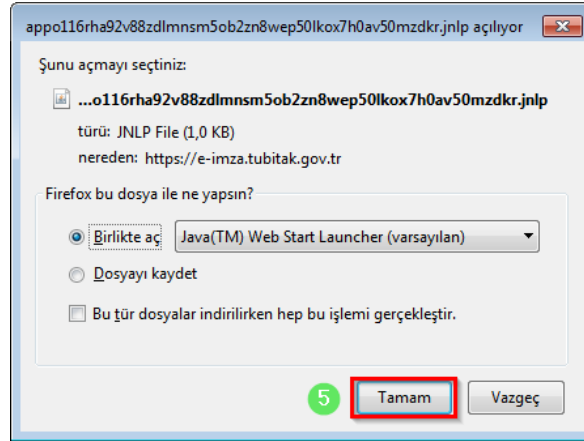 appo116rha92v88zdlmnsm5ob2zn8wep50lkox7h0av50mzdkr.jnlp açılıyor
Şunu açmayı seçtiniz:
...o116rha92v88zdlmnsm5ob2zn8wep50lkox7h0av50mzdkr.jnlp
türü: JNLP File (1,0 KB)
nereden: https://e-imza.tubitak.gov.tr
Firefox bu dosya ile ne yapsın?
Birlikte aç Java(TM) Web Start Launcher (varsayılan)
Dosyayı kaydet
Bu tür dosyalar indirilirken hep bu işlemi gerçekleştir.
5 Tamam Vazgeç